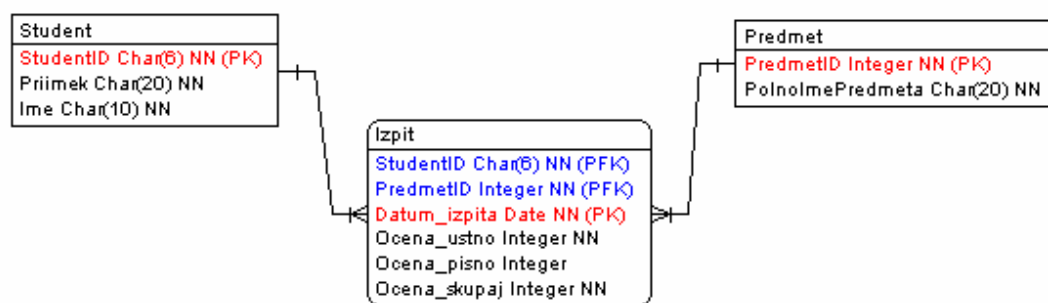 Student
StudentID Char(6) NN (PK)
Priimek Char(20) NN
Ime Char(10) NN
Predmet
PredmetID Integer NN (PK)
PolnoImePredmeta Char(20) NN
Izpit
StudentID Char(6) NN (PFK)
PredmetID Integer NN (PFK)
Datum_izpita Date NN (PK)
Ocena_ustno Integer NN
Ocena_pisno Integer
Ocena_skupaj Integer NN